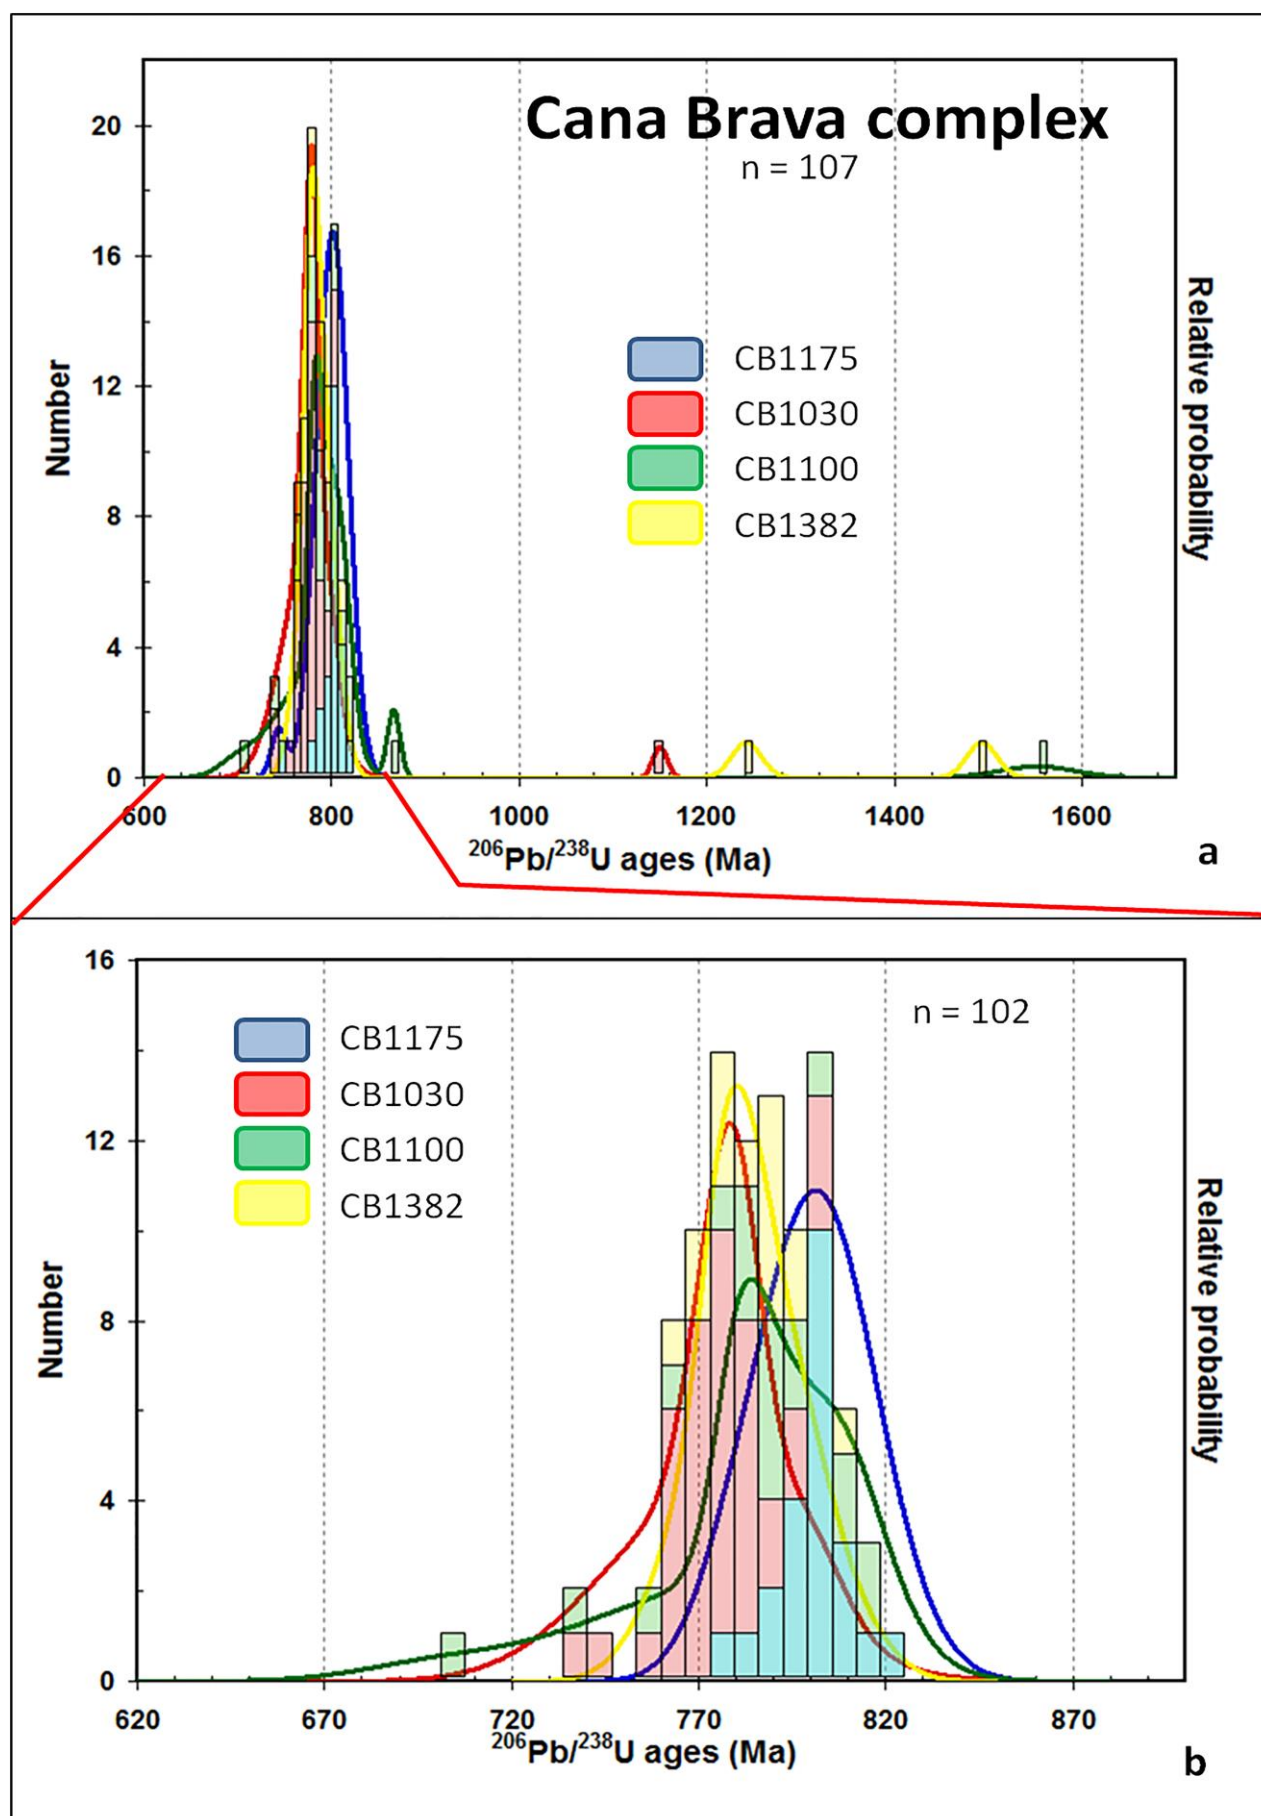 Cana Brava complex
n = 107
20
16
12
8
4
0
Number
Relative probability
CB1175
CB1030
CB1100
CB1382
600
800
1000
1200
1400
1600
206Pb/238U ages (Ma)
a
16
12
8
4
0
Number
Relative probability
CB1175
CB1030
CB1100
CB1382
n = 102
620
670
720
770
820
870
206Pb/238U ages (Ma)
b